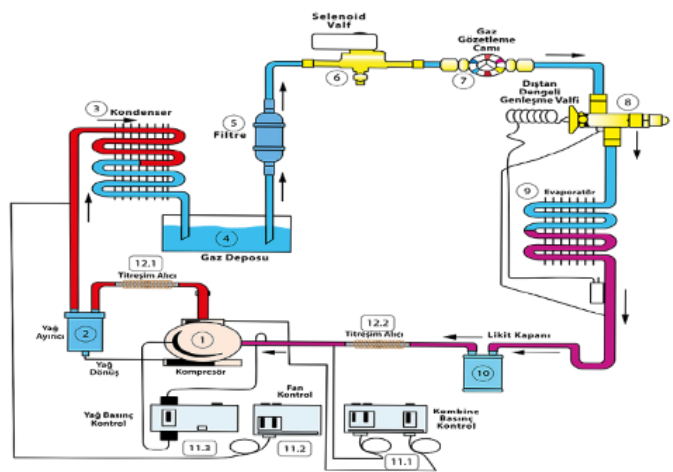 Selenoid
Valf
6
Gaz
Gözetleme
Camı
7
Dıştan
Dengeli
Genleşme Valfi
8
3
Kondenser
5
Filtre
9
Evaporatör
4
Gaz Deposu
12.1
Titreşim Alıcı
Yağ
Ayırıcı
2
1
Kompresör
Yağ
Dönüş
12.2
Titreşim Alıcı
Likit Kapanı
10
Yağ Basınç
Kontrol
11.3
Fan
Kontrol
11.2
Kombine
Basınç
Kontrol
11.1